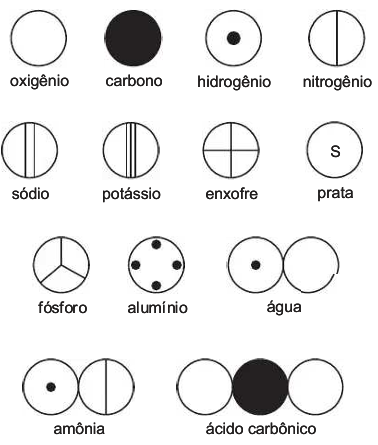 oxigênio carbono hidrogênio nitrogênio
S
sódio potássio enxofre prata
fósforo alumínio água
amônia ácido carbônico